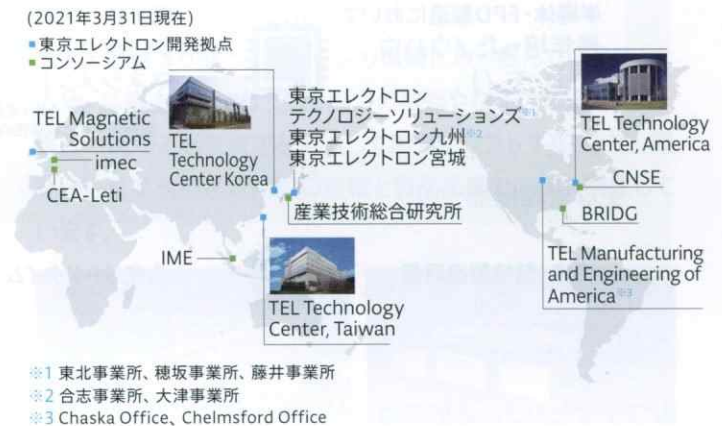 (2021年3月31日現在)
■東京エレクトロン開発拠点
■コンソーシアム
TEL Magnetic
Solutions
imec
CEA-Leti
TEL
Technology
Center Korea
東京エレクトロン
テクノロジーソリューションズ※1
東京エレクトロン九州※2
東京エレクトロン宮城
産業技術総合研究所
IME
TEL Technology
Center, Taiwan
TEL Technology
Center, America
CNSE
BRIDG
TEL Manufacturing
and Engineering of
America※3
※1 東北事業所、穂坂事業所、藤井事業所
※2 合志事業所、大津事業所
※3 Chaska Office、Chelmsford Office